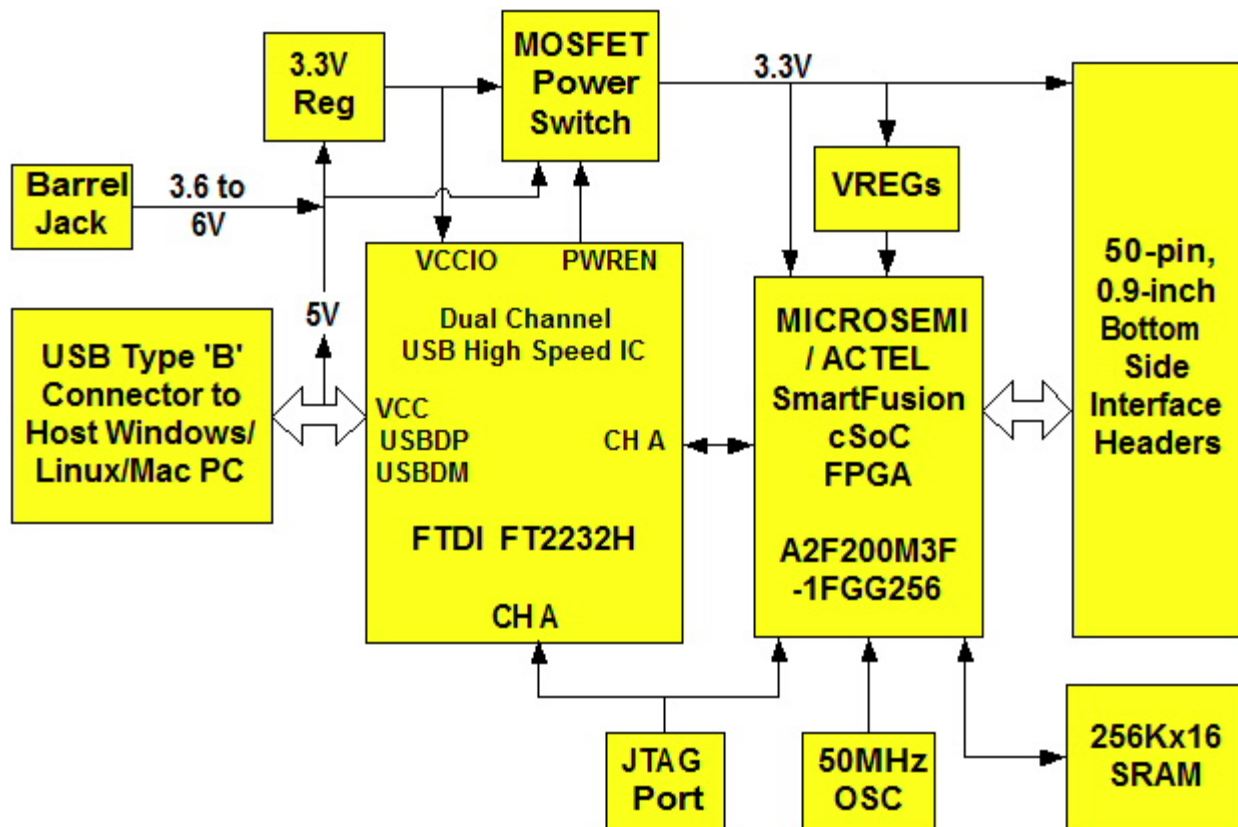 3.3V
Reg
MOSFET
Power
Switch
3.3V
Barrel
Jack
3.6 to
6V
VREGs
50-pin,
0.9-inch
Bottom
Side
Interface
Headers
5V
USB Type 'B'
Connector to
Host Windows/
Linux/Mac PC
VCCIO
PWREN
Dual Channel
USB High Speed IC
VCC
USBDP
USBDM
CH A
FTDI FT2232H
CH A
MICROSEMI
/ ACTEL
SmartFusion
cSoC
FPGA
A2F200M3F
-1FGG256
JTAG
Port
50MHz
OSC
256Kx16
SRAM